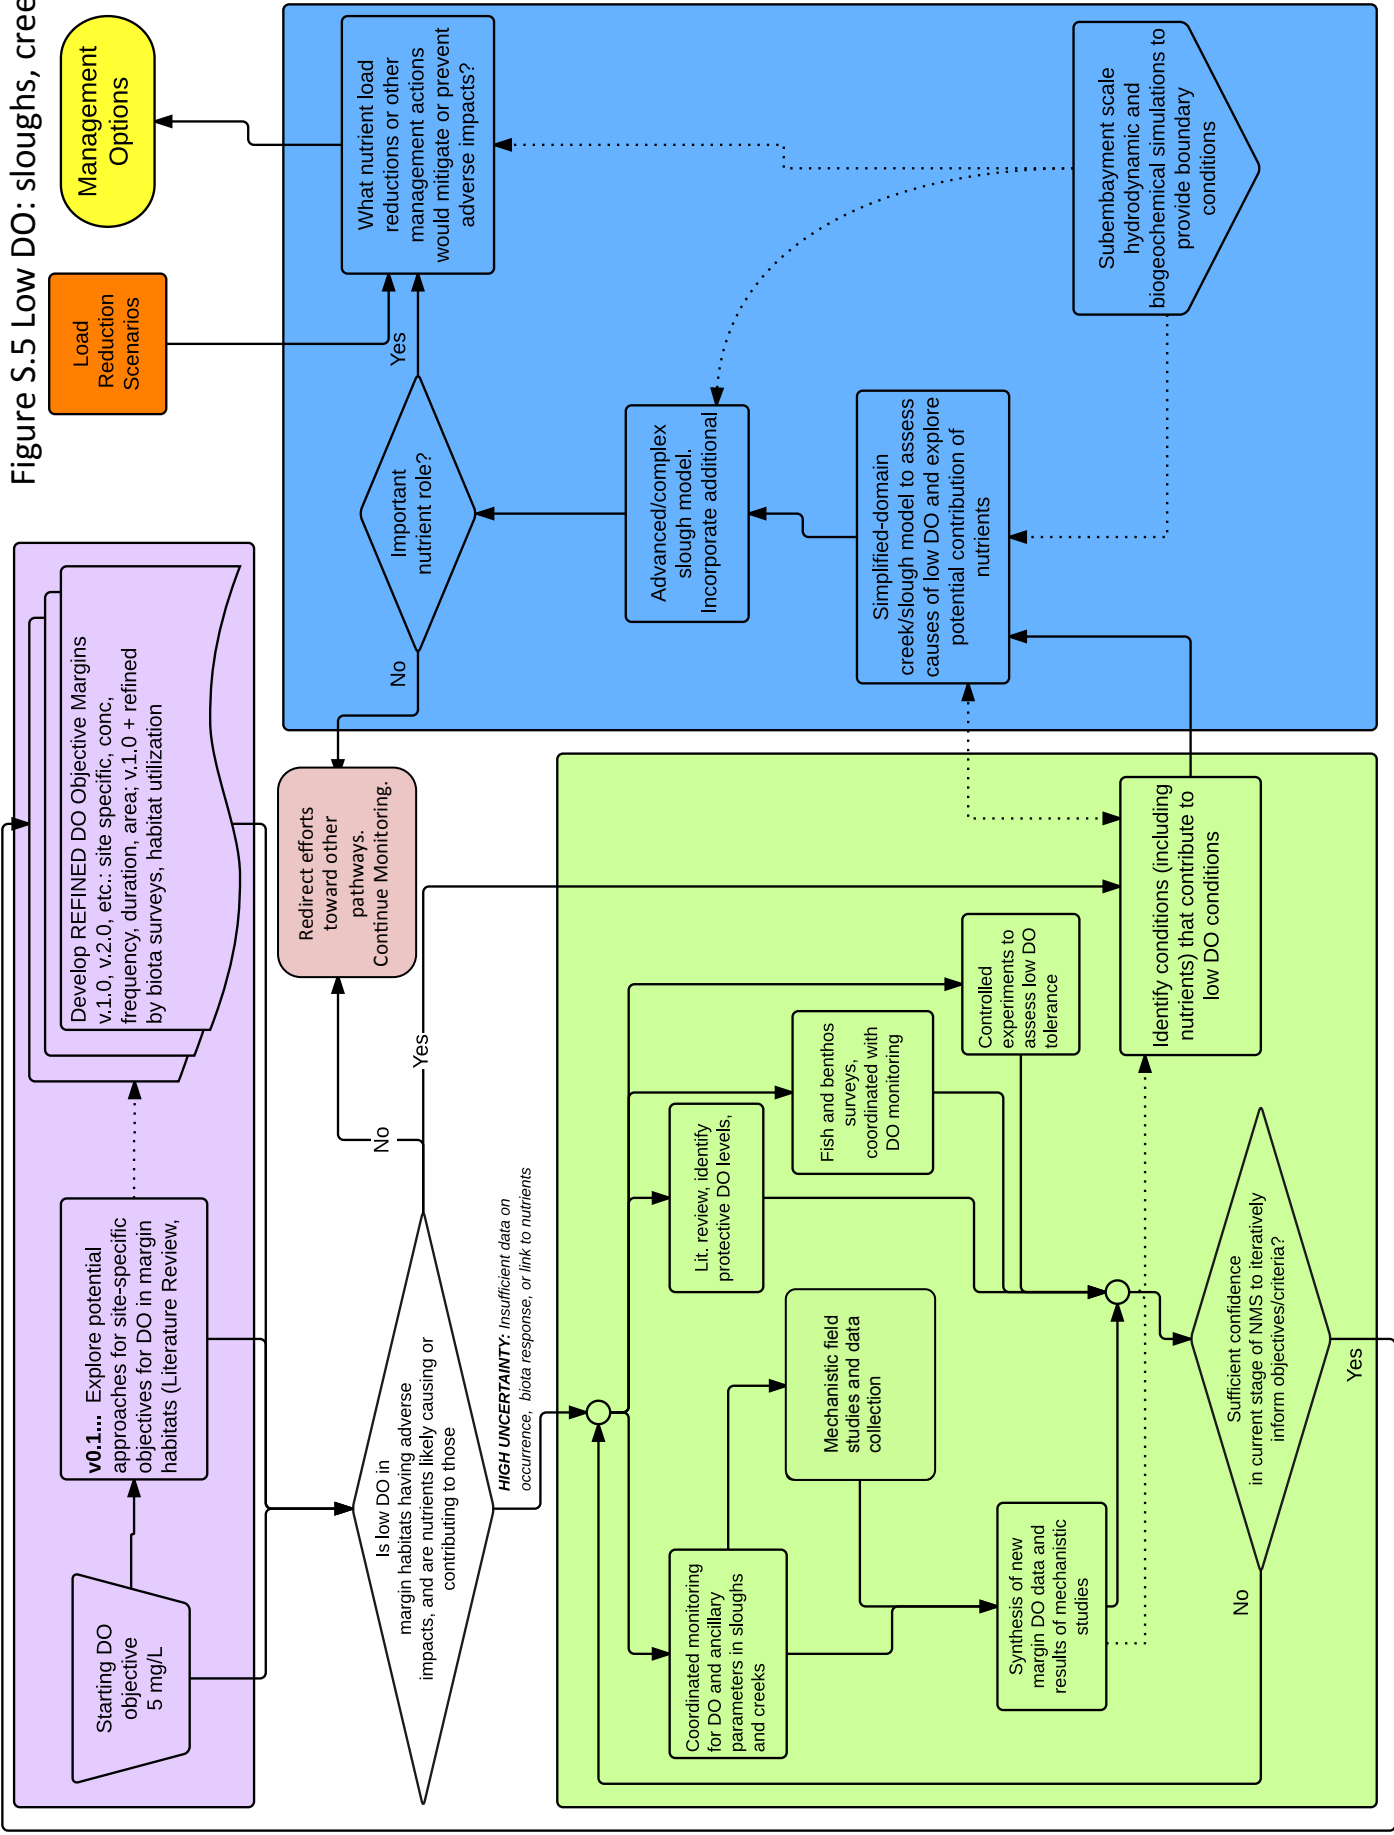 Figure S.5 Low DO: sloughs, cree
Starting DO
objective
5 mg/L
v0.1... Explore potential
approaches for site-specific
objectives for DO in margin
habitats (Literature Review,
Develop REFINED DO Objective Margins
v.1.0, v.2.0, etc.: site specific, conc,
frequency, duration, area; v.1.0 + refined
by biota surveys, habitat utilization
Load
Reduction
Scenarios
Management
Options
Is low DO in
margin habitats having adverse
impacts, and are nutrients likely causing or
contributing to those
No
Yes
Redirect efforts
toward other
pathways.
Continue Monitoring.
HIGH UNCERTAINTY: Insufficient data on
occurrence, biota response, or link to nutrients
Coordinated monitoring
for DO and ancillary
parameters in sloughs
and creeks
Mechanistic field
studies and data
collection
Lit. review, identify
protective DO levels,
Fish and benthos
surveys,
coordinated with
DO monitoring
Controlled
experiments to
assess low DO
tolerance
Synthesis of new
margin DO data and
results of mechanistic
studies
Identify conditions (including
nutrients) that contribute to
low DO conditions
Sufficient confidence
in current stage of NMS to iteratively
inform objectives/criteria?
No
Yes
No
Important
nutrient role?
Yes
What nutrient load
reductions or other
management actions
would mitigate or prevent
adverse impacts?
Advanced/complex
slough model.
Incorporate additional
Simplified-domain
creek/slough model to assess
causes of low DO and explore
potential contribution of
nutrients
Subembayment scale
hydrodynamic and
biogeochemical simulations to
provide boundary
conditions